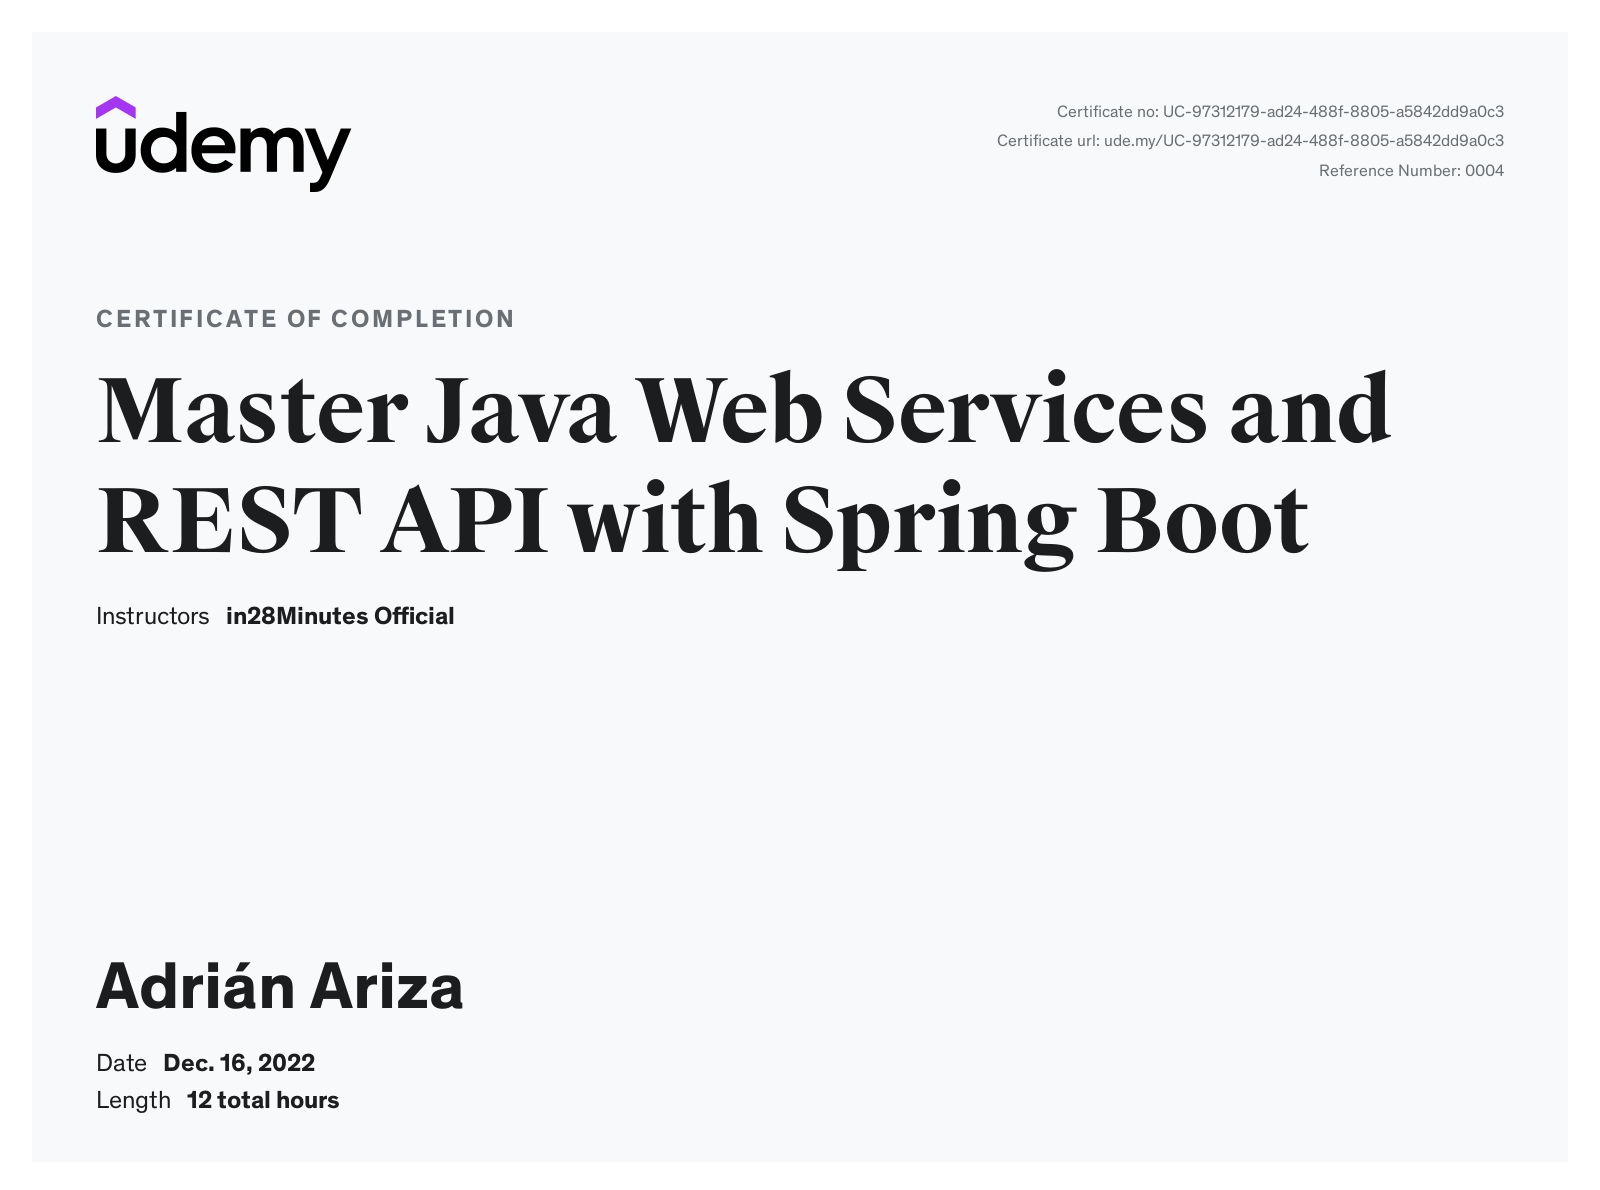 udemy
Certificate no: UC-97312179-ad24-488f-8805-a5842dd9a0c3
Certificate url: ude.my/UC-97312179-ad24-488f-8805-a5842dd9a0c3
Reference Number: 0004
CERTIFICATE OF COMPLETION
Master Java Web Services and
REST API with Spring Boot
Instructors in28Minutes Official
Adrián Ariza
Date Dec. 16, 2022
Length 12 total hours